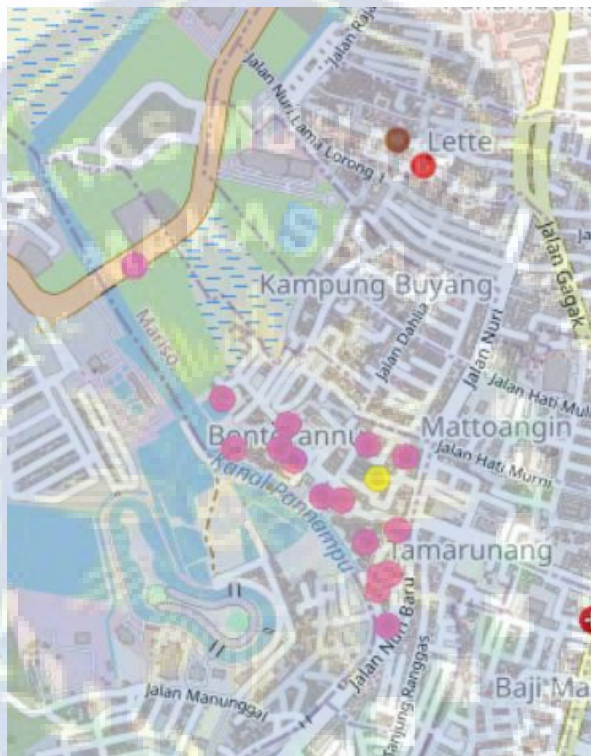 Jalan Raja
Jalan Nuri Lama Lorong 1
Lette
Jalan Gagak
Kampung Buyang
Mariso
Jalan Dahlia
Jalan Nuri
Jalan Hati Mul
Bontorannu
Mattoangin
Jalan Hati Murni
Kanal Pannampu
Tamarunang
Jalan Nuri Baru
Tanjung Ranggas
Baji Ma
Jalan Manunggal